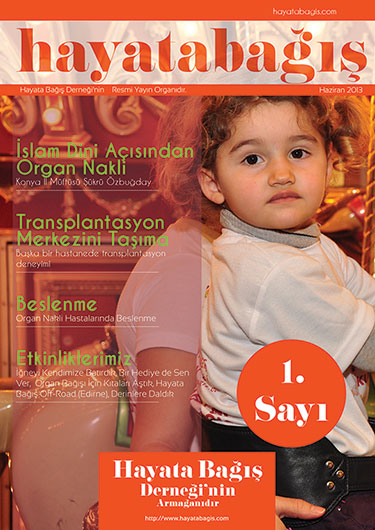 hayatabagis.com
hayatabağış
Hayata Bağış Derneği'nin Resmi Yayın Organıdır. Haziran 2013
İslam Dini Açısından
Organ Nakli
Konya İl Müftüsü Şükrü Özbuğday
Transplantasyon
Merkezini Taşıma
Başka bir hastanede transplantasyon
deneyimi
Beslenme
Organ Nakli Hastalarında Beslenme
Etkinliklerimiz
İğneyi Kendimize Batırdık, Bir Hediye de Sen
Ver, Organ Bağışı İçin Kıtaları Aştık, Hayata
Bağış Off-Road (Edirne), Derinlere Daldık
1.
Sayı
Hayata Bağış
Derneği'nin
Armağanıdır
http://www.hayatabagis.com